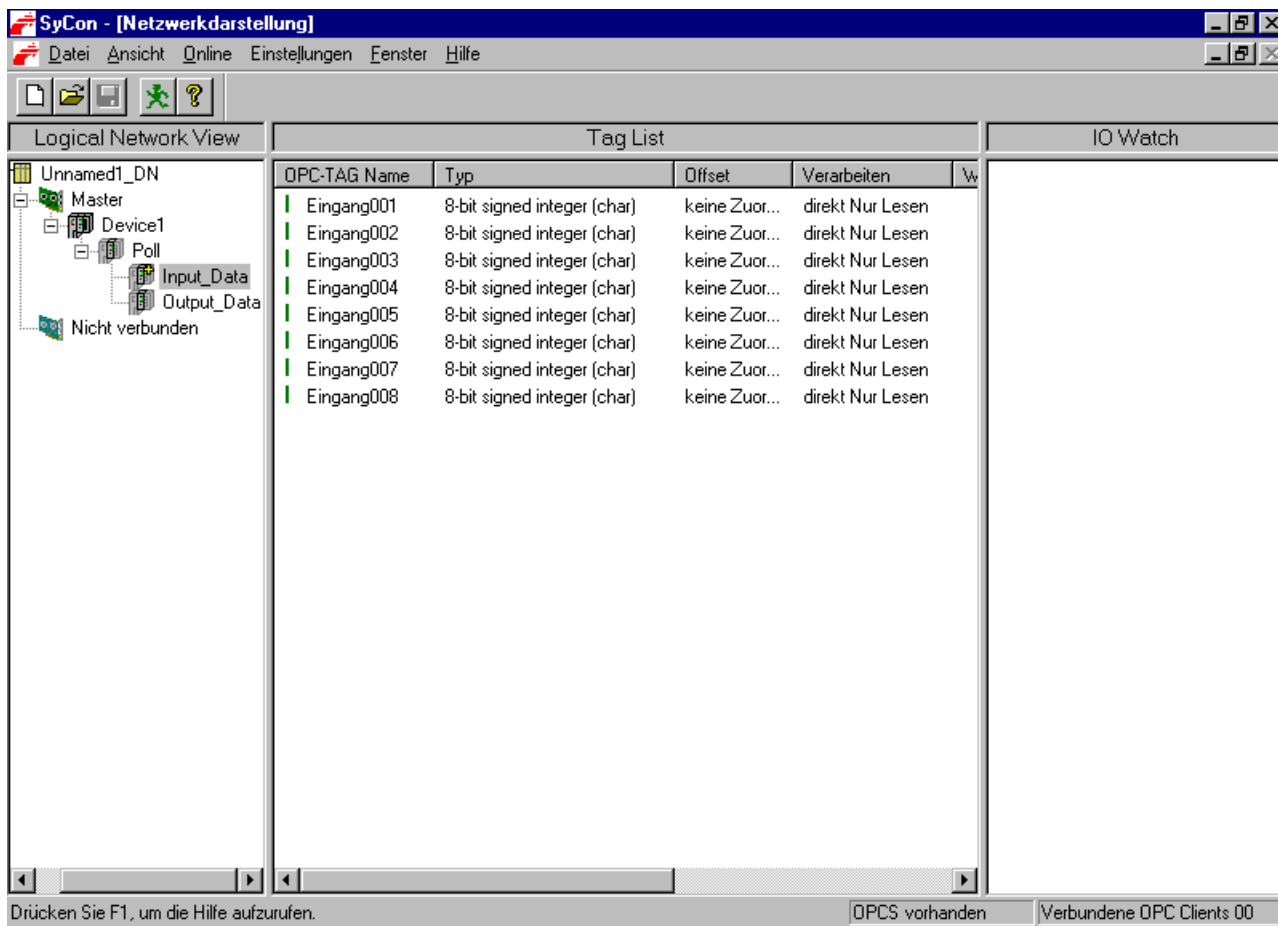 SyCon - [Netzwerkdarstellung]
Datei Ansicht Online Einstellungen Fenster Hilfe
Logical Network View
Tag List
IO Watch
Unnamed1_DN
Master
Device1
Poll
Input_Data
Output_Data
Nicht verbunden
OPC-TAG Name Typ Offset Verarbeiten W
Eingang001 8-bit signed integer (char) keine Zuor... direkt Nur Lesen
Eingang002 8-bit signed integer (char) keine Zuor... direkt Nur Lesen
Eingang003 8-bit signed integer (char) keine Zuor... direkt Nur Lesen
Eingang004 8-bit signed integer (char) keine Zuor... direkt Nur Lesen
Eingang005 8-bit signed integer (char) keine Zuor... direkt Nur Lesen
Eingang006 8-bit signed integer (char) keine Zuor... direkt Nur Lesen
Eingang007 8-bit signed integer (char) keine Zuor... direkt Nur Lesen
Eingang008 8-bit signed integer (char) keine Zuor... direkt Nur Lesen
Drücken Sie F1, um die Hilfe aufzurufen.
OPCS vorhanden
Verbundene OPC Clients 00